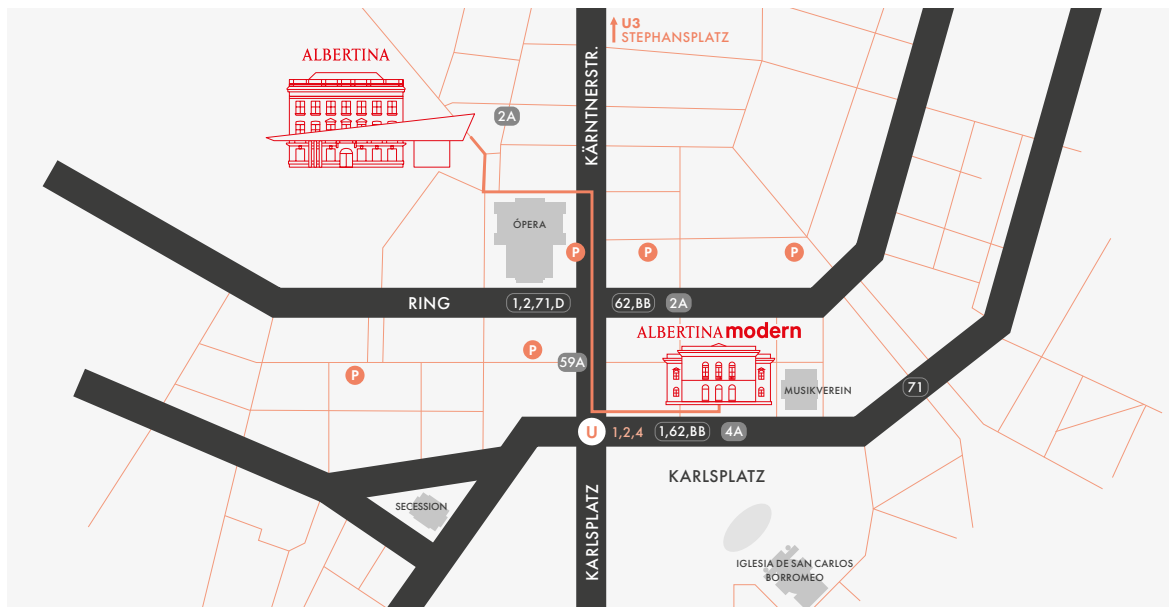 U3
STEPHANSPLATZ
ALBERTINA
KÄRNTNERSTR.
2A
ÓPERA
P
P
P
RING
1,2,71,D
62,BB
2A
ALBERTINA modern
P
59A
P
MUSIKVEREIN
71
U
1,2,4
1,62,BB
4A
KARLSPLATZ
SECESSION
KARLSPLATZ
IGLESIA DE SAN CARLOS
BORROMEO